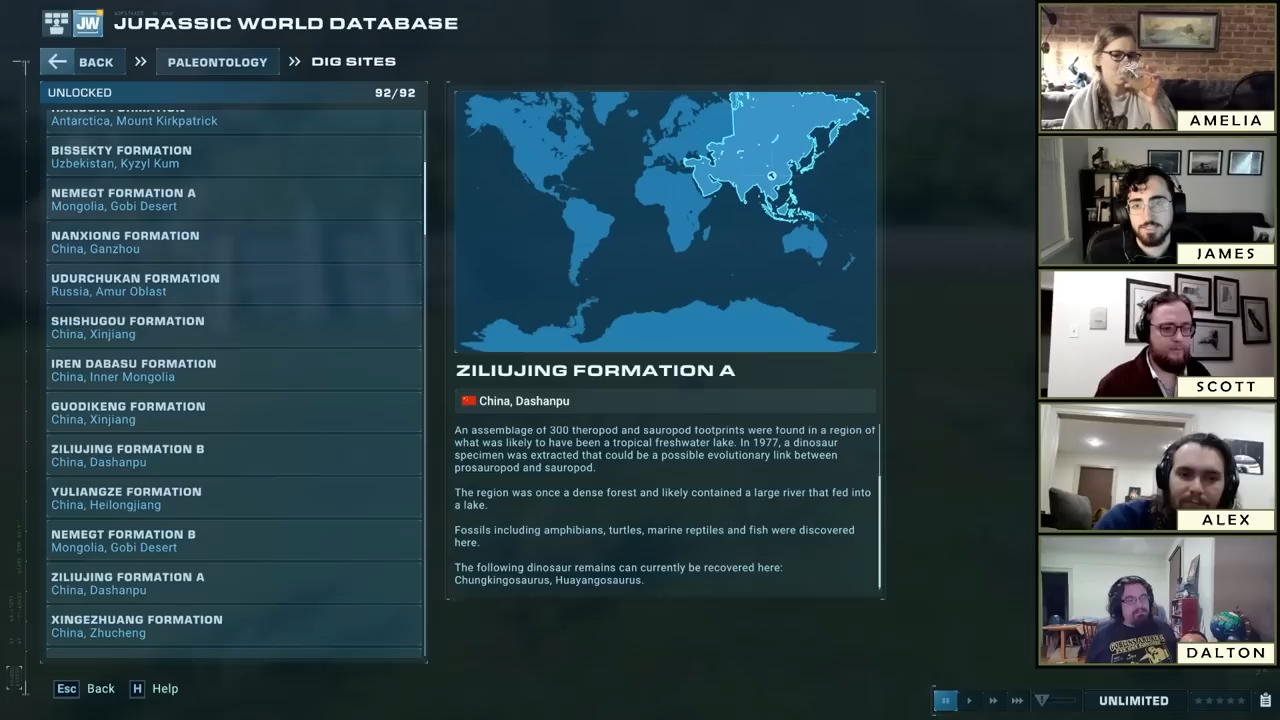 JW JURASSIC WORLD DATABASE
BACK >> PALEONTOLOGY >> DIG SITES
UNLOCKED 92/92
Antarctica, Mount Kirkpatrick
BISSEKTY FORMATION
Uzbekistan, Kyzyl Kum
NEMEGT FORMATION A
Mongolia, Gobi Desert
NANXIONG FORMATION
China, Ganzhou
UDURCHUKAN FORMATION
Russia, Amur Oblast
SHISHUGOU FORMATION
China, Xinjiang
IREN DABASU FORMATION
China, Inner Mongolia
GUODIKENG FORMATION
China, Xinjiang
ZILIUJING FORMATION B
China, Dashanpu
YULIANGZE FORMATION
China, Heilongjiang
NEMEGT FORMATION B
Mongolia, Gobi Desert
ZILIUJING FORMATION A
China, Dashanpu
XINGEZHUANG FORMATION
China, Zhucheng
ZILIUJING FORMATION A
China, Dashanpu
An assemblage of 300 theropod and sauropod footprints were found in a region of
what was likely to have been a tropical freshwater lake. In 1977, a dinosaur
specimen was extracted that could be a possible evolutionary link between
prosauropod and sauropod.
The region was once a dense forest and likely contained a large river that fed into
a lake.
Fossils including amphibians, turtles, marine reptiles and fish were discovered
here.
The following dinosaur remains can currently be recovered here:
Chungkingosaurus, Huayangosaurus.
AMELIA
JAMES
SCOTT
ALEX
DALTON
Esc Back H Help
UNLIMITED